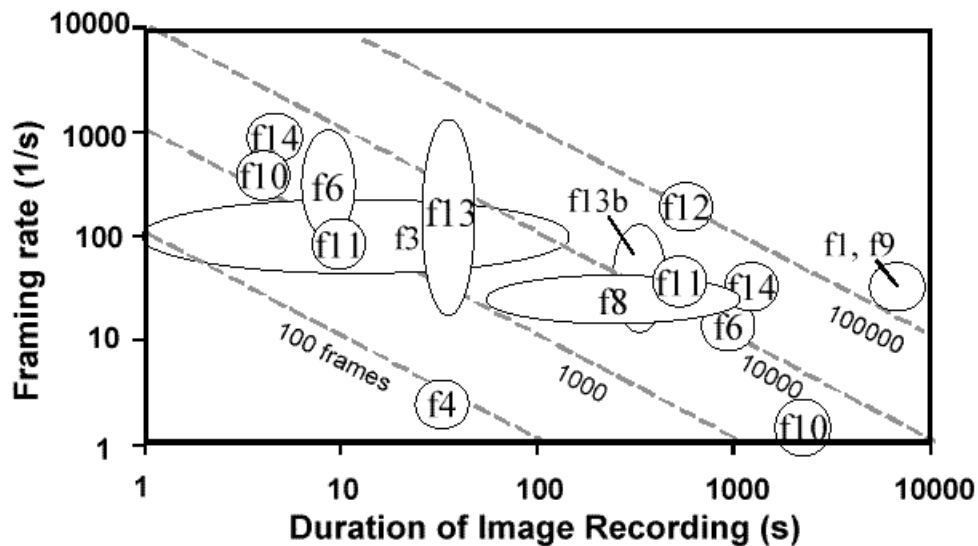 10000
1000
100
10
1
Framing rate (1/s)
f14
f10
f6
f11
f3
f13
f13b
f12
f1, f9
f11
f14
f8
f6
f4
f10
100 frames
1000
10000
100000
1
10
100
1000
10000
Duration of Image Recording (s)